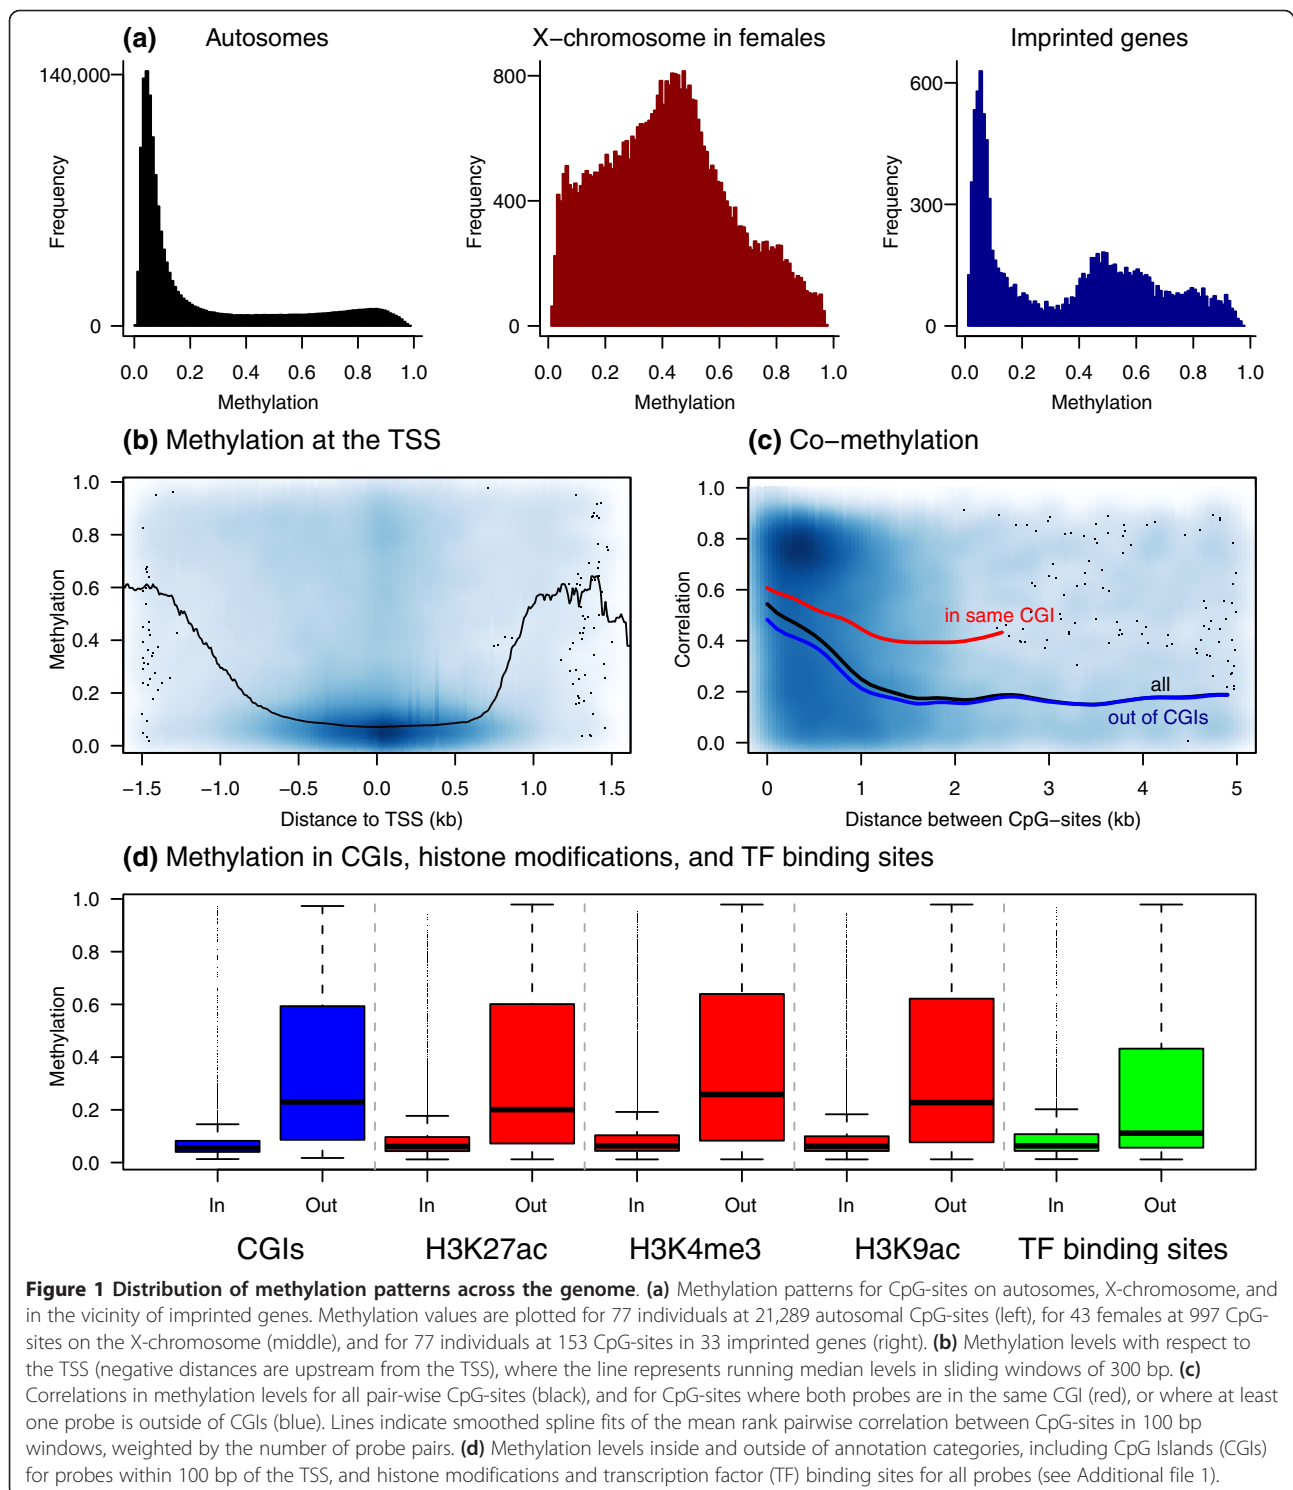 (a) Autosomes X−chromosome in females Imprinted genes
140,000
0
Frequency
0.0 0.2 0.4 0.6 0.8 1.0
Methylation
800
400
0
Frequency
0.0 0.2 0.4 0.6 0.8 1.0
Methylation
600
300
0
Frequency
0.0 0.2 0.4 0.6 0.8 1.0
Methylation
(b) Methylation at the TSS
1.0
0.8
0.6
0.4
0.2
0.0
Methylation
−1.5 −1.0 −0.5 0.0 0.5 1.0 1.5
Distance to TSS (kb)
(c) Co−methylation
1.0
0.8
0.6
0.4
0.2
0.0
Correlation
in same CGI
all
out of CGIs
0 1 2 3 4 5
Distance between CpG−sites (kb)
(d) Methylation in CGIs, histone modifications, and TF binding sites
1.0
0.8
0.6
0.4
0.2
0.0
Methylation
In Out In Out In Out In Out In Out
CGIs H3K27ac H3K4me3 H3K9ac TF binding sites
Figure 1 Distribution of methylation patterns across the genome. (a) Methylation patterns for CpG-sites on autosomes, X-chromosome, and
in the vicinity of imprinted genes. Methylation values are plotted for 77 individuals at 21,289 autosomal CpG-sites (left), for 43 females at 997 CpG-
sites on the X-chromosome (middle), and for 77 individuals at 153 CpG-sites in 33 imprinted genes (right). (b) Methylation levels with respect to
the TSS (negative distances are upstream from the TSS), where the line represents running median levels in sliding windows of 300 bp. (c)
Correlations in methylation levels for all pair-wise CpG-sites (black), and for CpG-sites where both probes are in the same CGI (red), or where at least
one probe is outside of CGIs (blue). Lines indicate smoothed spline fits of the mean rank pairwise correlation between CpG-sites in 100 bp
windows, weighted by the number of probe pairs. (d) Methylation levels inside and outside of annotation categories, including CpG Islands (CGIs)
for probes within 100 bp of the TSS, and histone modifications and transcription factor (TF) binding sites for all probes (see Additional file 1).